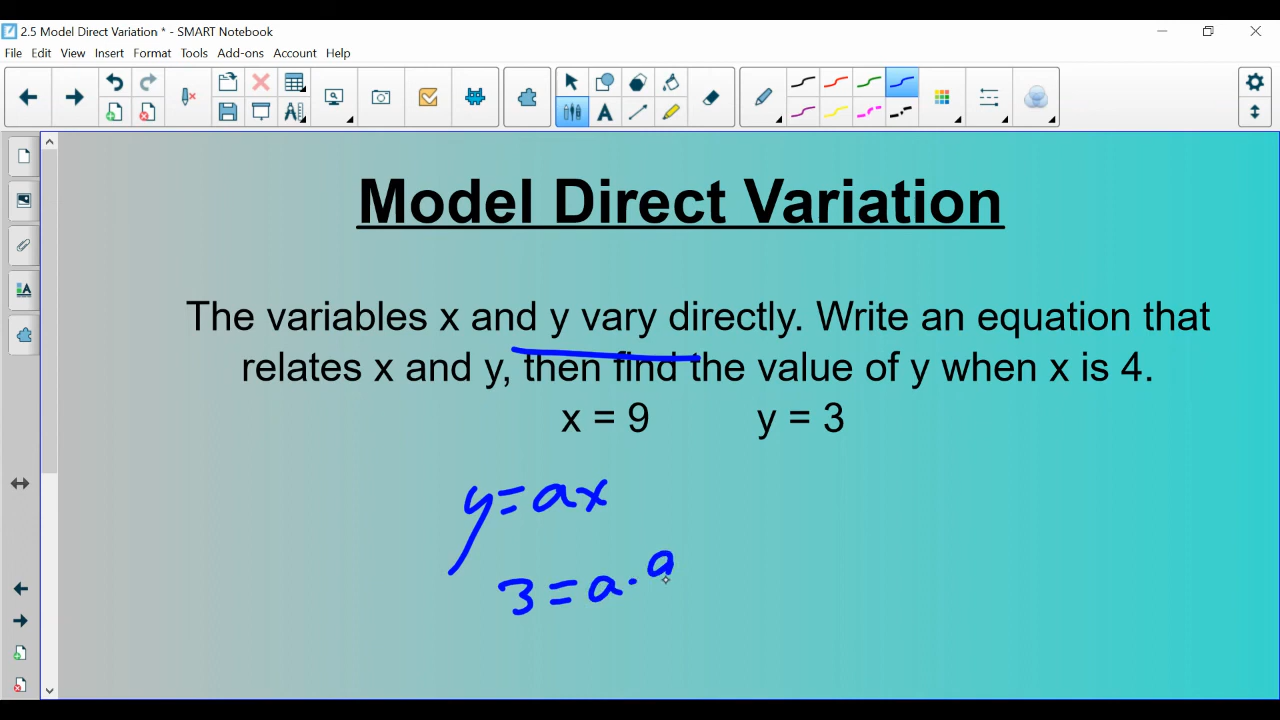 2.5 Model Direct Variation * - SMART Notebook
File Edit View Insert Format Tools Add-ons Account Help
Model Direct Variation
The variables x and y vary directly. Write an equation that
relates x and y, then find the value of y when x is 4.
x = 9 y = 3
y = ax
3 = a · 9